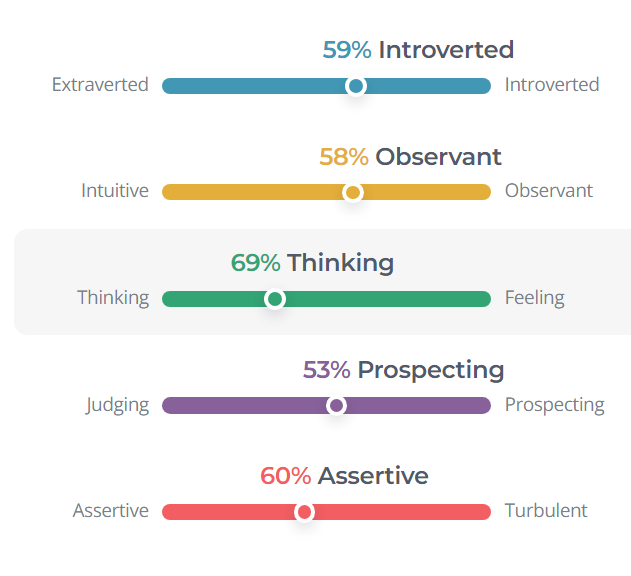 59% Introverted
Extraverted Introverted
58% Observant
Intuitive Observant
69% Thinking
Thinking Feeling
53% Prospecting
Judging Prospecting
60% Assertive
Assertive Turbulent